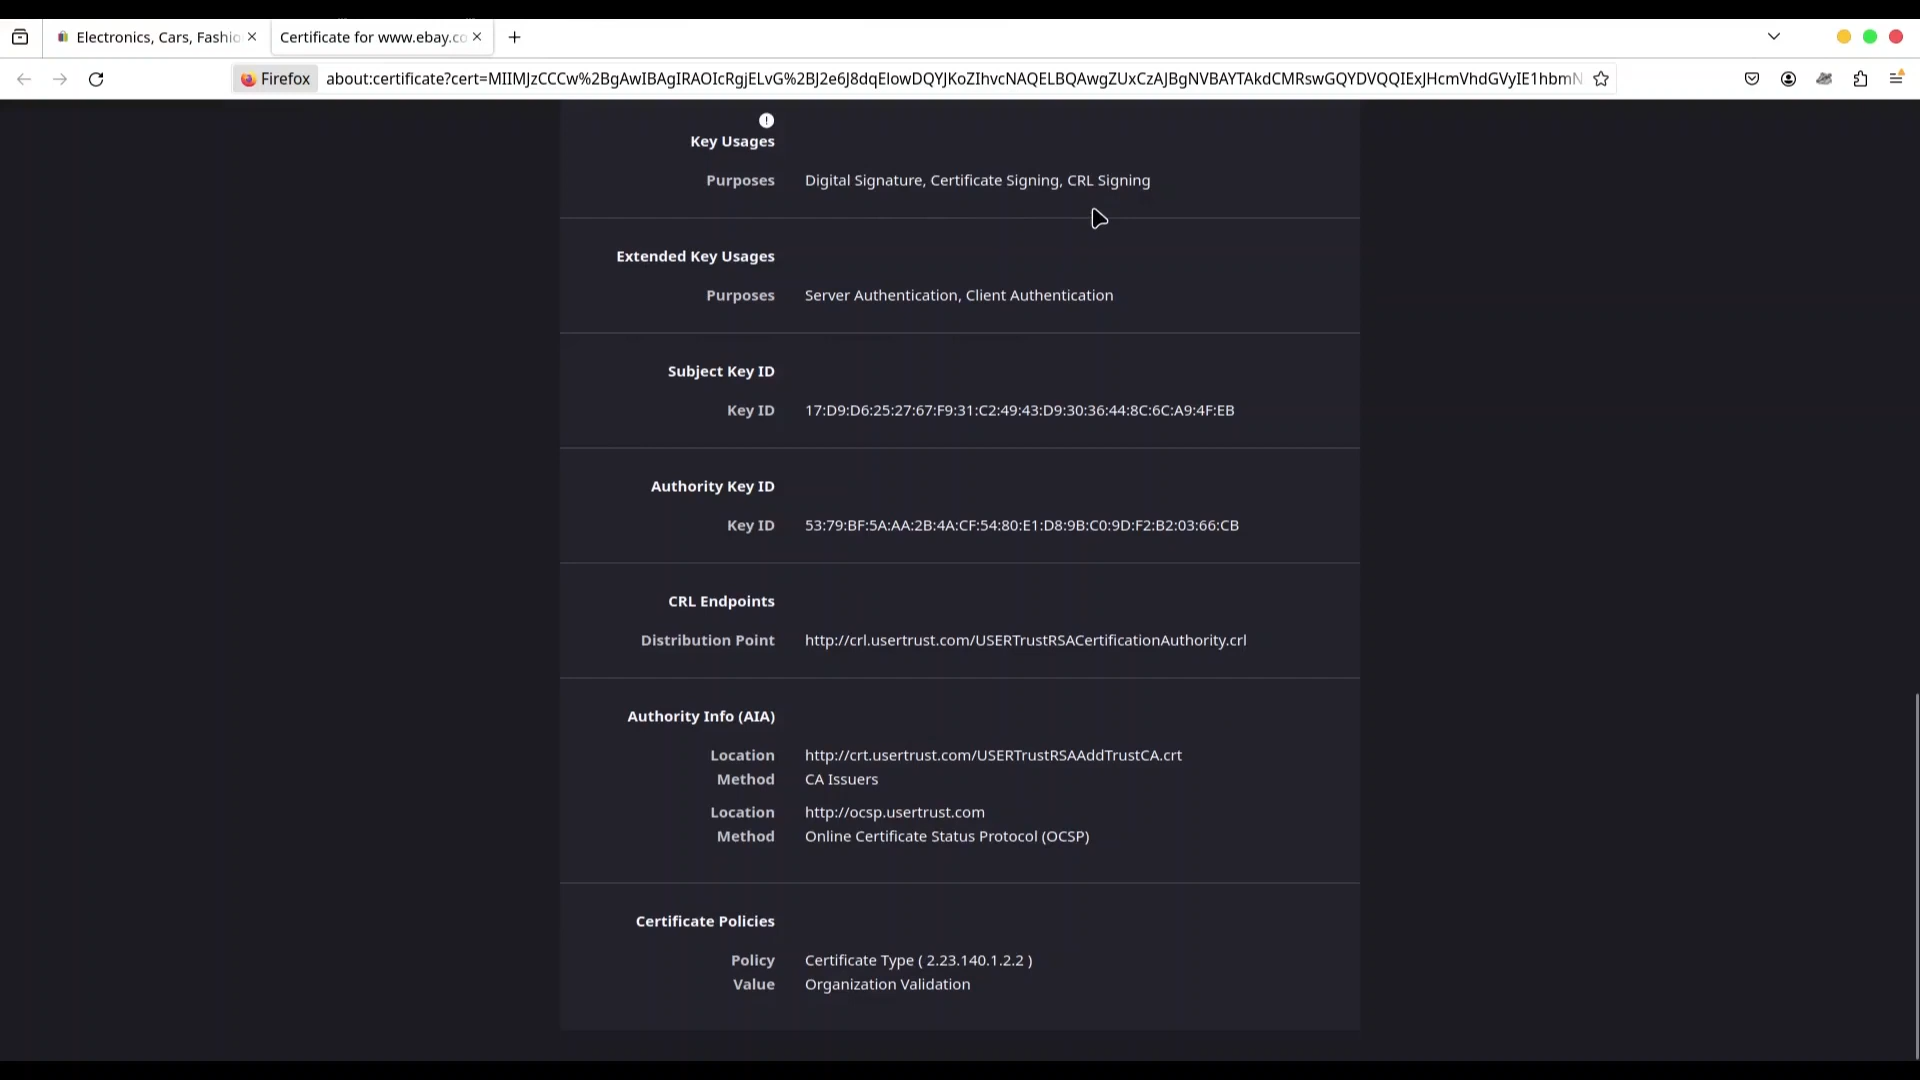 Electronics, Cars, Fashio
Certificate for www.ebay.co
Firefox
about:certificate?cert=MIIMJzCCCw%2BgAwIBAgIRAOIcRgjELvG%2BJ2e6J8dqEIowDQYJKoZIhvcNAQELBQAwgZUxCzAJBgNVBAYTAkdCMRswGQYDVQQIExJHcmVhdGVyIE1hbmN
Key Usages
Purposes Digital Signature, Certificate Signing, CRL Signing
Extended Key Usages
Purposes Server Authentication, Client Authentication
Subject Key ID
Key ID 17:D9:D6:25:27:67:F9:31:C2:49:43:D9:30:36:44:8C:6C:A9:4F:EB
Authority Key ID
Key ID 53:79:BF:5A:AA:2B:4A:CF:54:80:E1:D8:9B:C0:9D:F2:B2:03:66:CB
CRL Endpoints
Distribution Point http://crl.usertrust.com/USERTrustRSACertificationAuthority.crl
Authority Info (AIA)
Location http://crt.usertrust.com/USERTrustRSAAddTrustCA.crt
Method CA Issuers
Location http://ocsp.usertrust.com
Method Online Certificate Status Protocol (OCSP)
Certificate Policies
Policy Certificate Type ( 2.23.140.1.2.2 )
Value Organization Validation